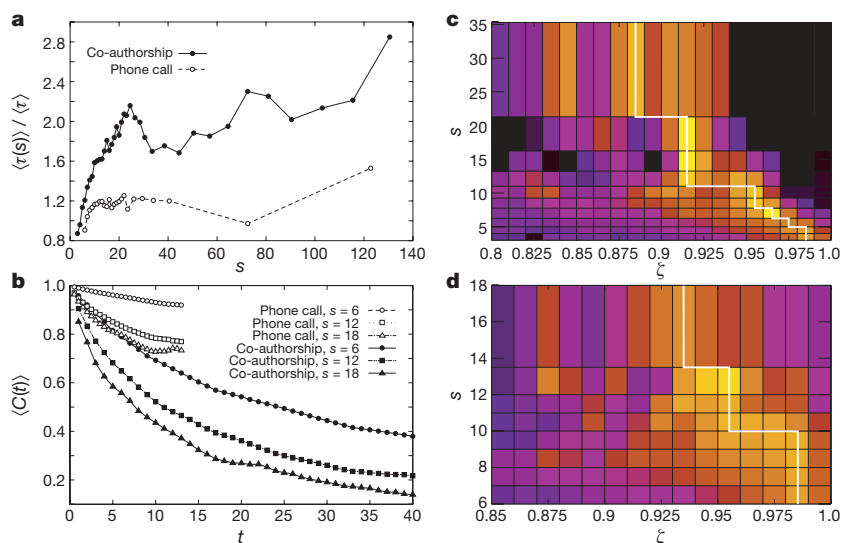 a
⟨τ(s)⟩ / ⟨τ⟩
3.2
2.8
2.4
2.0
1.6
1.2
0.8
Co-authorship
Phone call
0 20 40 60 80 100 120 140
s
b
⟨C(t)⟩
1.0
0.8
0.6
0.4
0.2
Phone call, s = 6
Phone call, s = 12
Phone call, s = 18
Co-authorship, s = 6
Co-authorship, s = 12
Co-authorship, s = 18
0 5 10 15 20 25 30 35 40
t
c
s
35
30
25
20
15
10
5
0.8 0.825 0.85 0.875 0.9 0.925 0.95 0.975 1.0
ζ
d
s
18
16
14
12
10
8
6
0.85 0.875 0.9 0.925 0.95 0.975 1.0
ζ